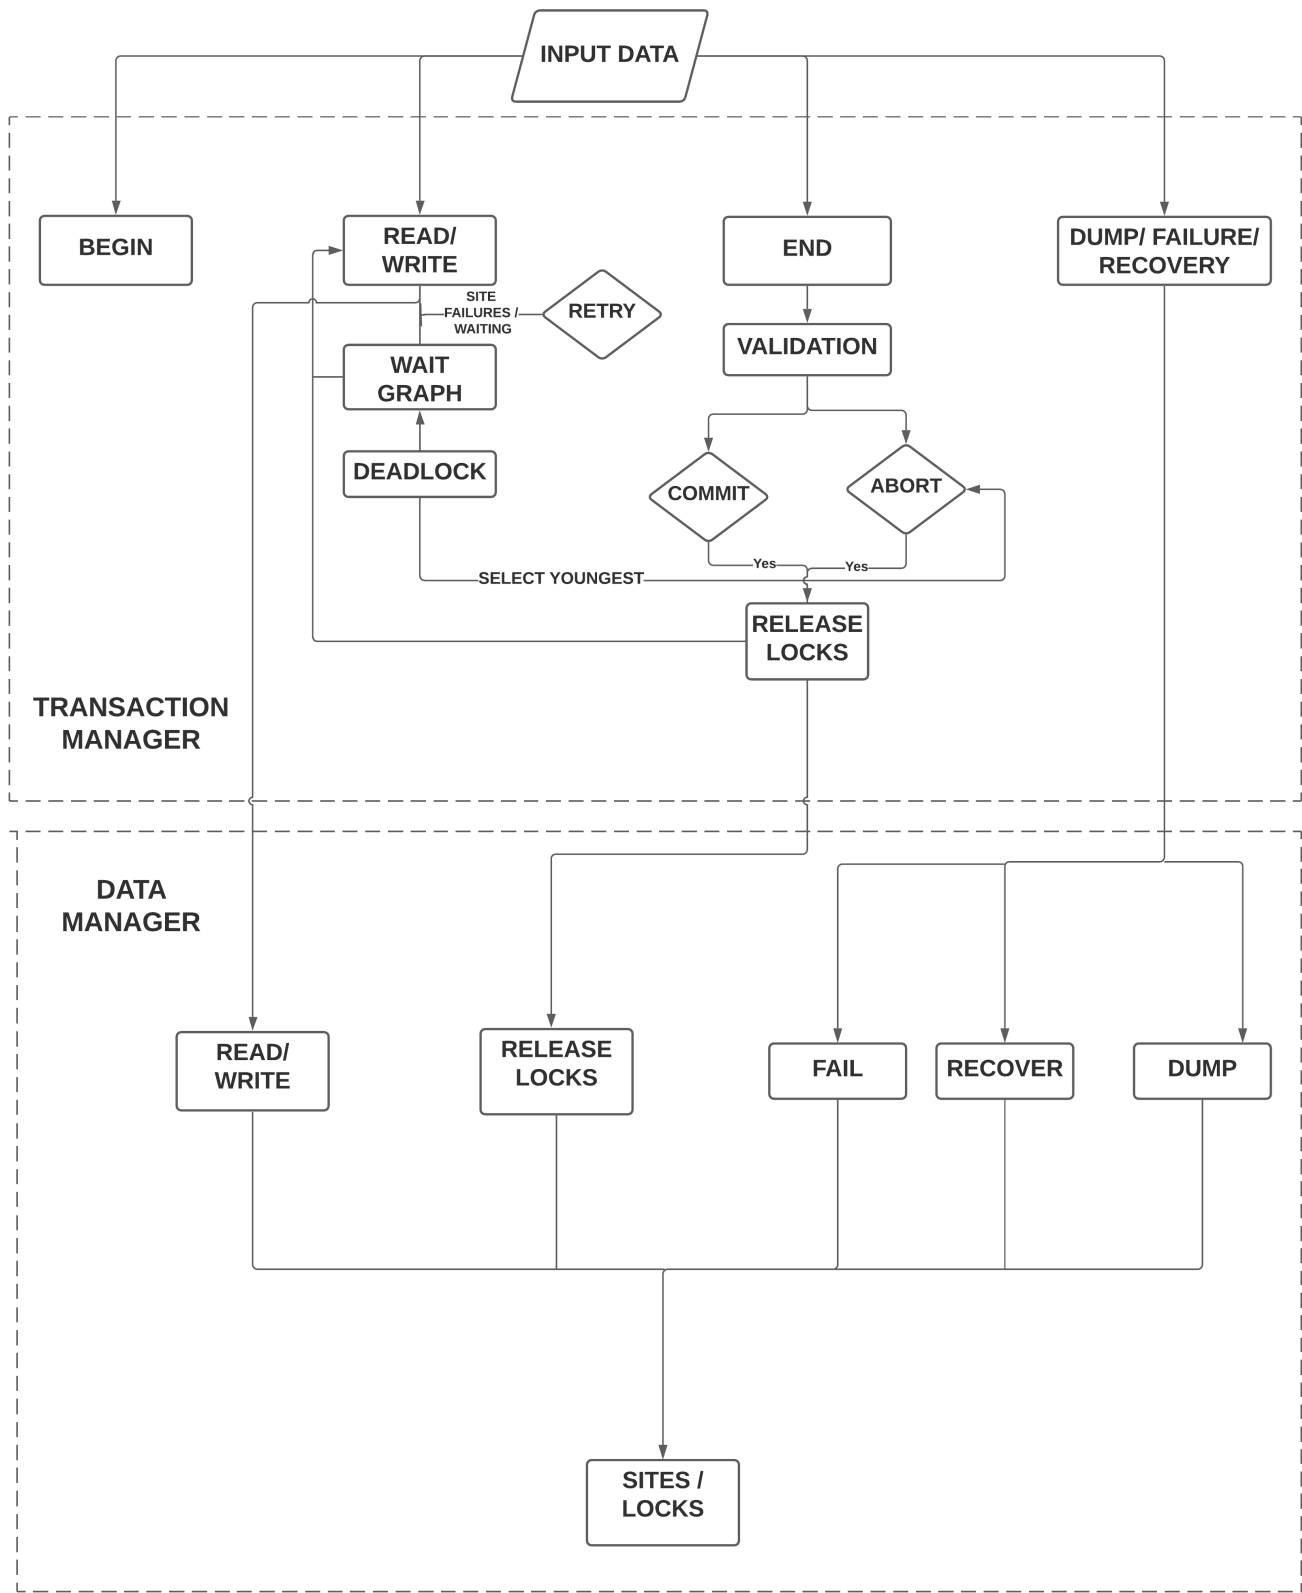 INPUT DATA
BEGIN
READ/
WRITE
END
DUMP/ FAILURE/
RECOVERY
SITE
FAILURES /
WAITING
RETRY
VALIDATION
WAIT
GRAPH
DEADLOCK
COMMIT
ABORT
Yes
Yes
SELECT YOUNGEST
RELEASE
LOCKS
TRANSACTION
MANAGER
DATA
MANAGER
READ/
WRITE
RELEASE
LOCKS
FAIL
RECOVER
DUMP
SITES /
LOCKS